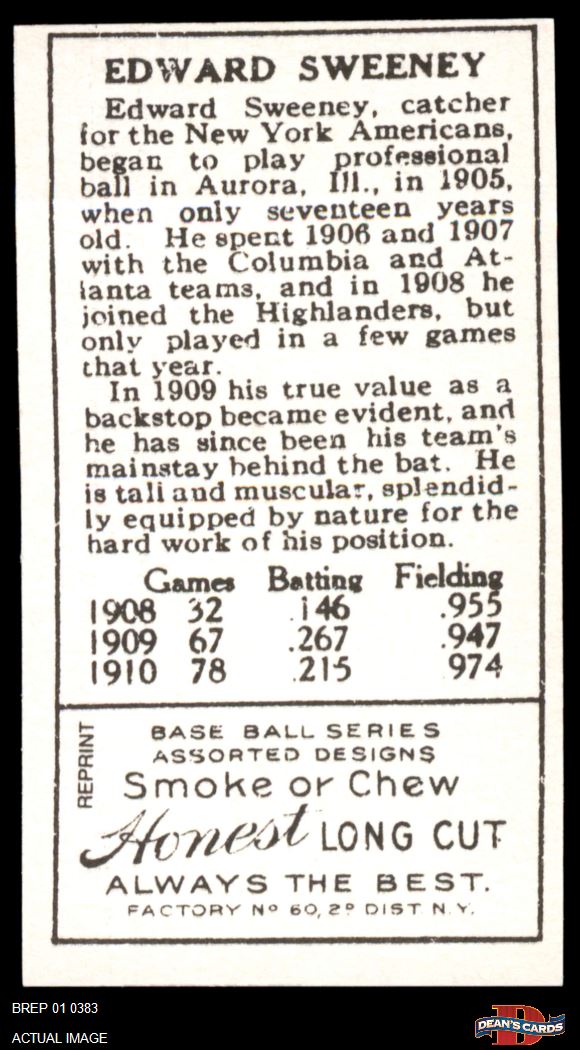 EDWARD SWEENEY
Edward Sweeney, catcher
for the New York Americans,
began to play professional
ball in Aurora, Ill., in 1905,
when only seventeen years
old. He spent 1906 and 1907
with the Columbia and At-
lanta teams, and in 1908 he
joined the Highlanders, but
only played in a few games
that year.
In 1909 his true value as a
backstop became evident, and
he has since been his team's
mainstay behind the bat. He
is tall and muscular, splendid-
ly equipped by nature for the
hard work of his position.
Games Batting Fielding
1908 32 .146 .955
1909 67 .267 .947
1910 78 .215 974
REPRINT
BASE BALL SERIES
ASSORTED DESIGNS
Smoke or Chew
Honest LONG CUT
ALWAYS THE BEST.
FACTORY Nº 60, 2D DIST. N.Y.
BREP 01 0383
ACTUAL IMAGE
D
DEAN'S CARDS